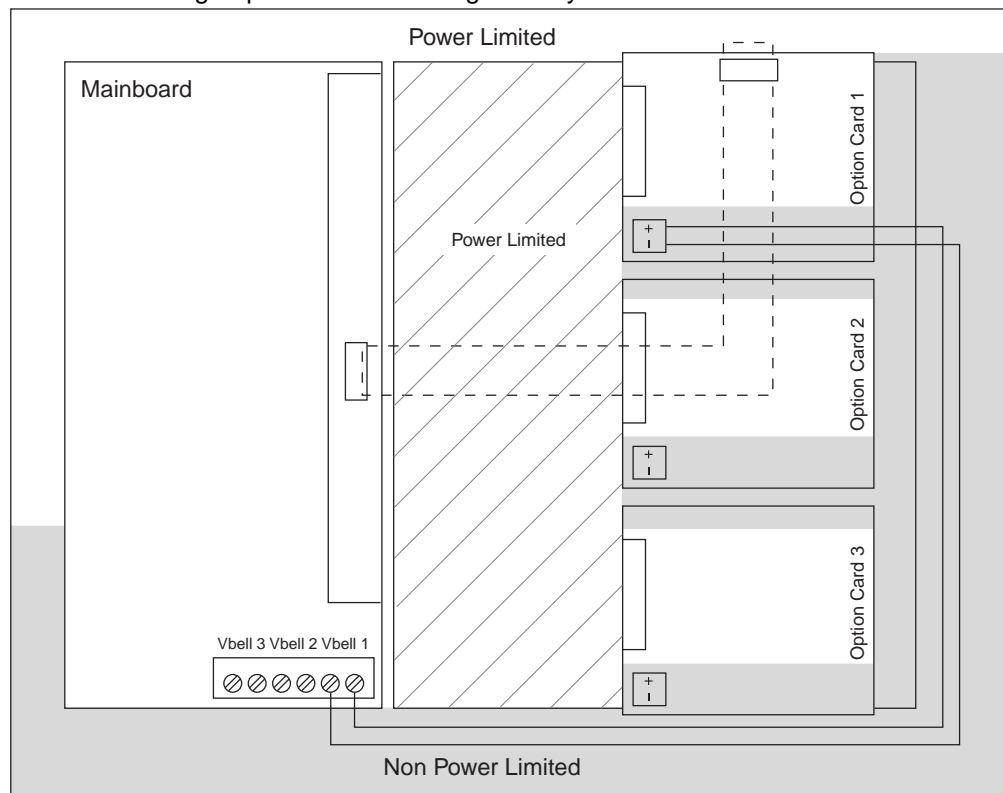 Power Limited
Mainboard
Option Card 1
Power Limited
+
-
Option Card 2
+
-
Option Card 3
Vbell 3 Vbell 2 Vbell 1
+
-
Non Power Limited